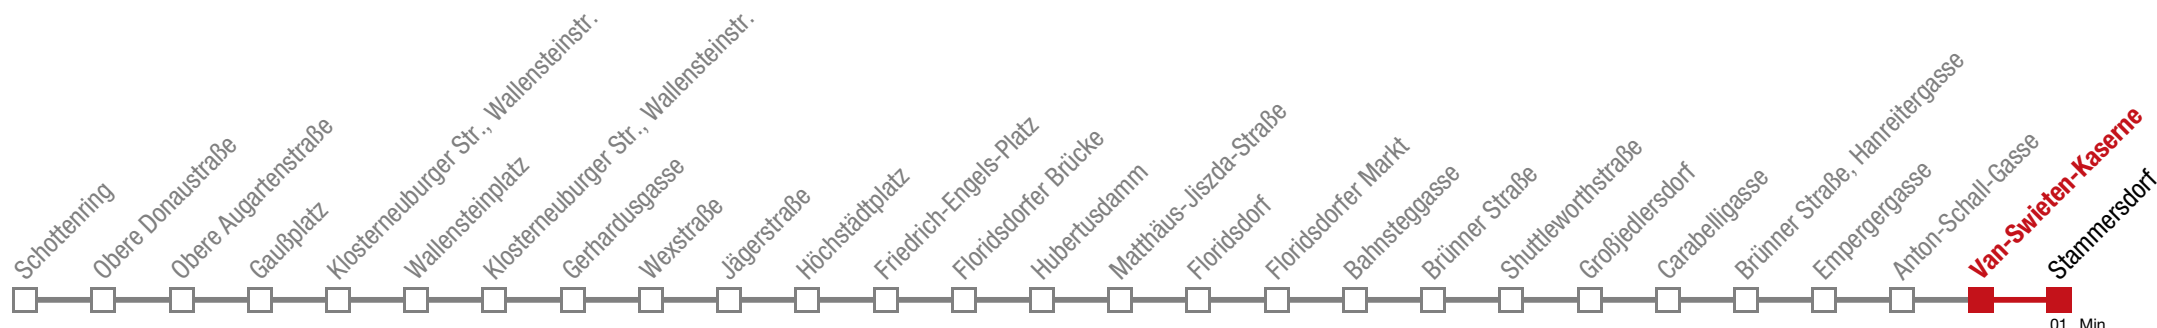 Schottenring
Obere Donaustraße
Obere Augartenstraße
Gaußplatz
Klosterneuburger Str., Wallensteinstr.
Wallensteinplatz
Klosterneuburger Str., Wallensteinstr.
Gerhardusgasse
Wexstraße
Jägerstraße
Höchstädtplatz
Friedrich-Engels-Platz
Floridsdorfer Brücke
Hubertusdamm
Matthäus-Jiszda-Straße
Floridsdorf
Floridsdorfer Markt
Bahnsteggasse
Brünner Straße
Shuttleworthstraße
Großjedlersdorf
Carabelligasse
Brünner Straße, Hanreitergasse
Empergergasse
Anton-Schall-Gasse
Van-Swieten-Kaserne
Stammersdorf
01 Min